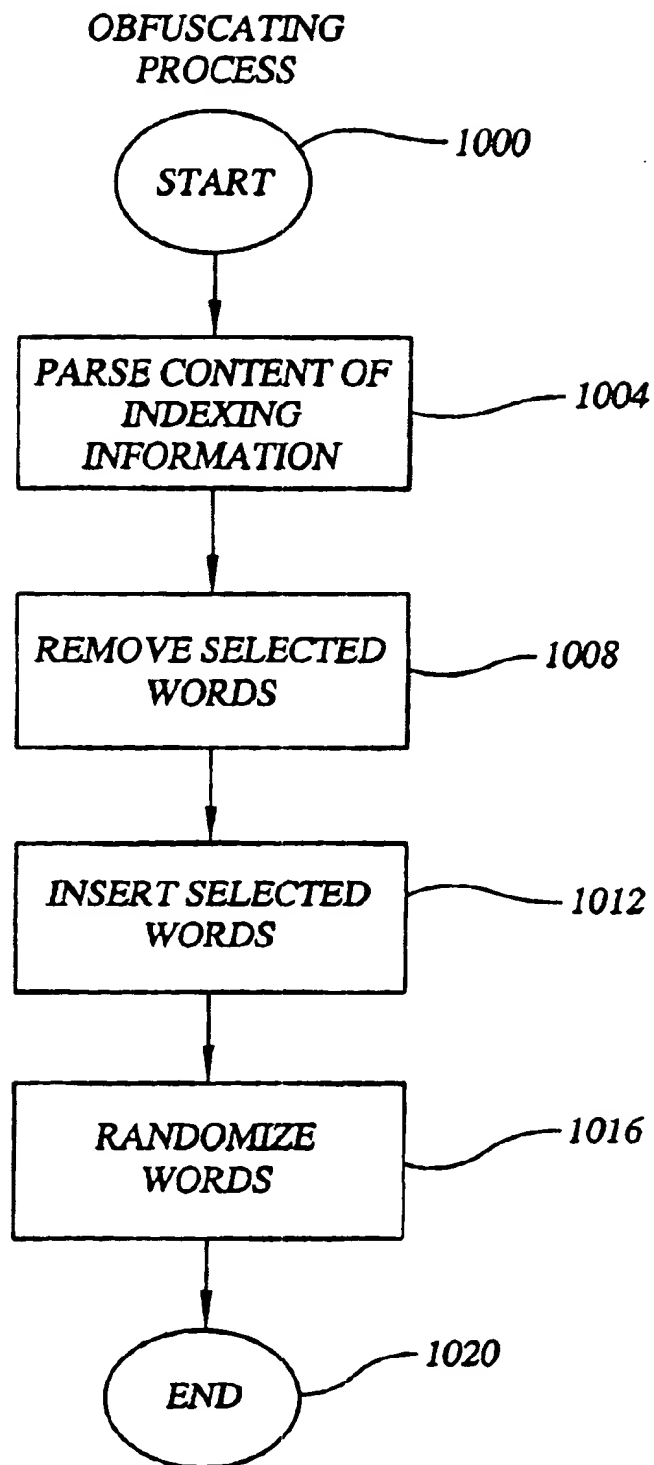 OBFUSCATING
PROCESS
START
1000
PARSE CONTENT OF
INDEXING
INFORMATION
1004
REMOVE SELECTED
WORDS
1008
INSERT SELECTED
WORDS
1012
RANDOMIZE
WORDS
1016
END
1020